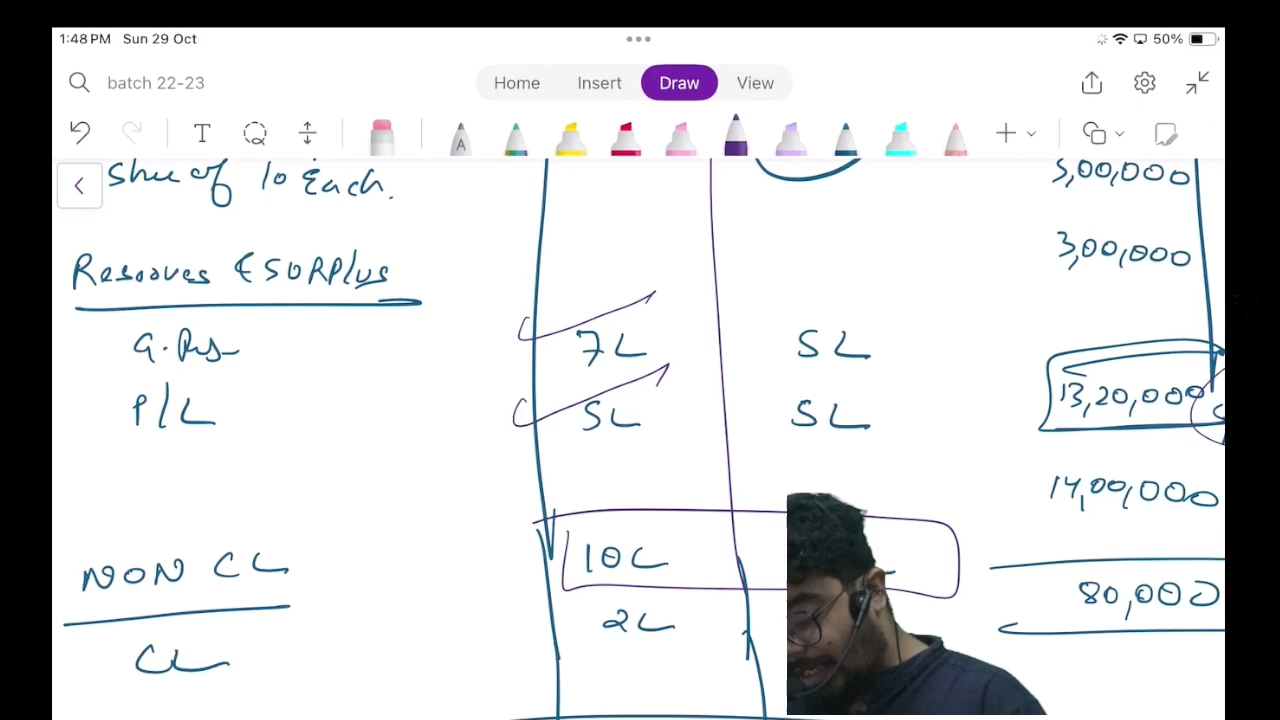 1:48 PM Sun 29 Oct 50%
batch 22-23 Home Insert Draw View
T A
of 10 Each. 3,00,000
3,00,000
Reserves & SURPlus
G. Res 7L 5L
P/L 5L 5L 13,20,000
14,00,000
NON CL 10L
80,000
CL 2L